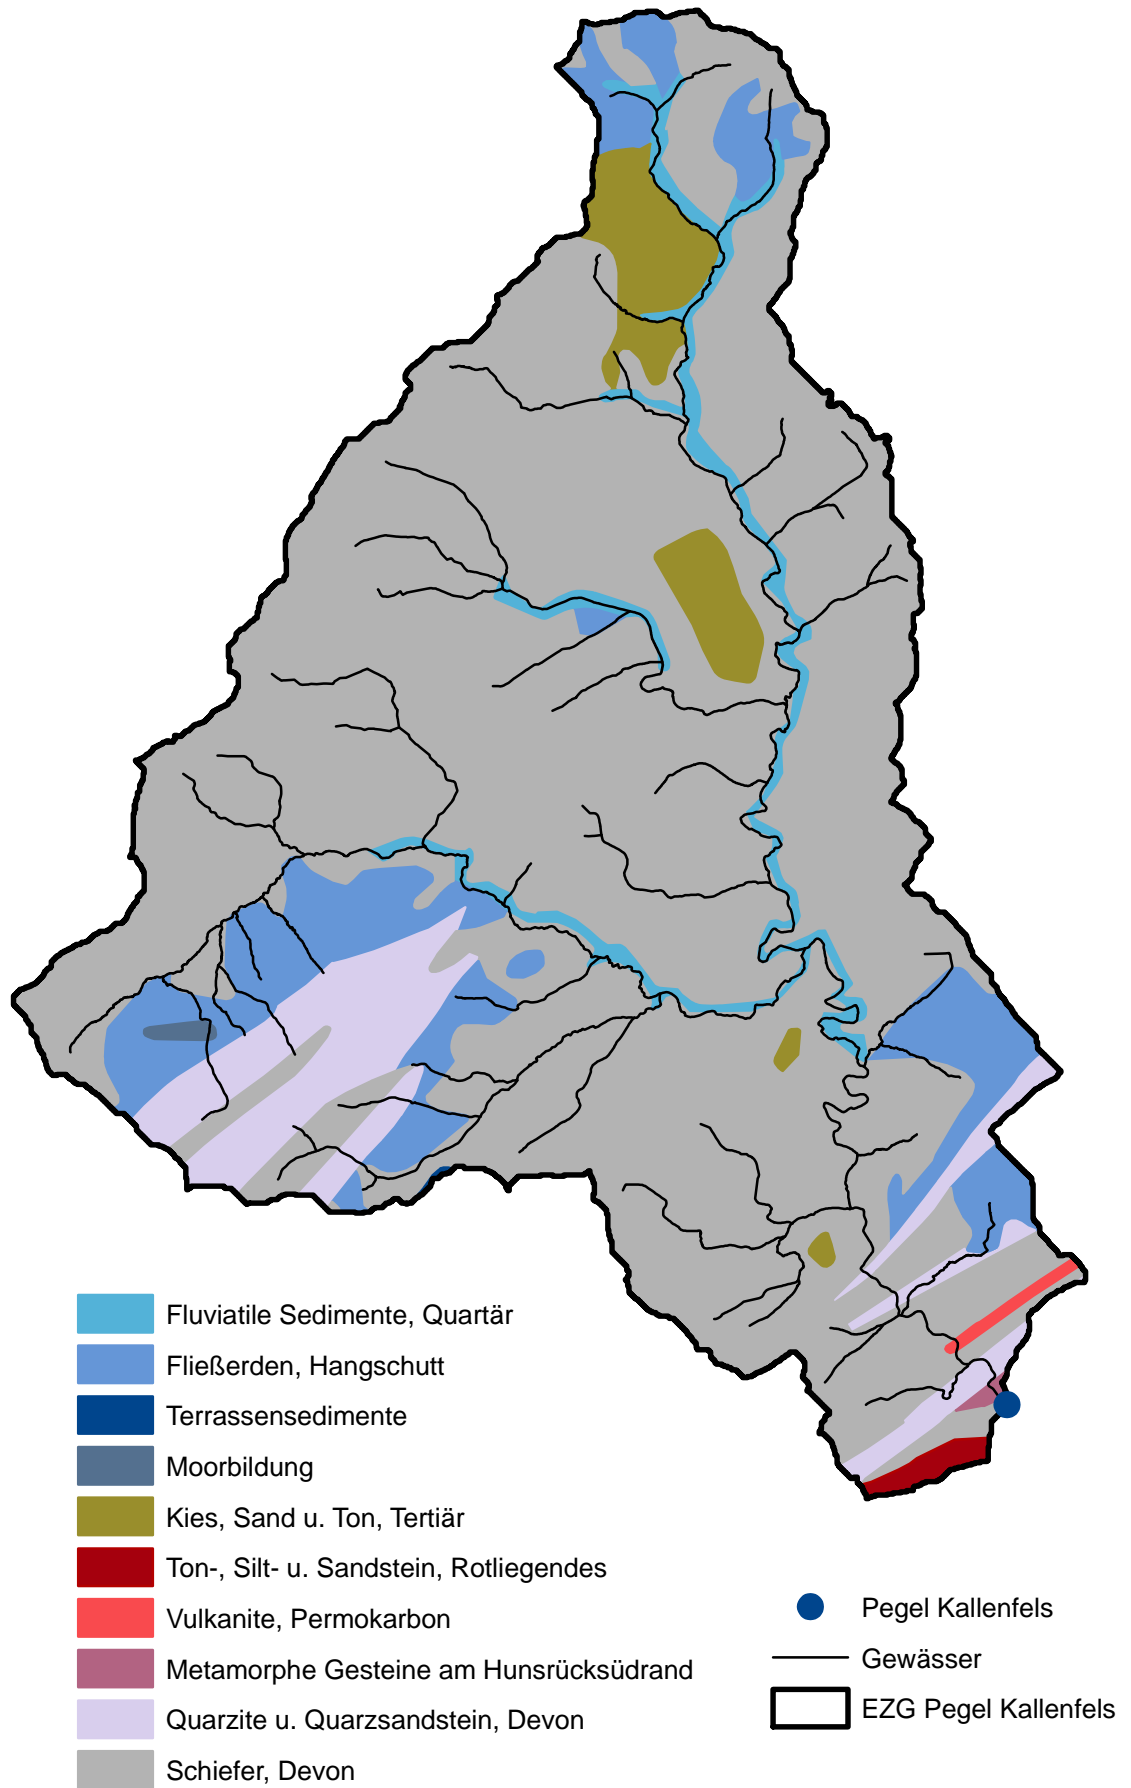 Fluviatile Sedimente, Quartär
Fließerden, Hangschutt
Terrassensedimente
Moorbildung
Kies, Sand u. Ton, Tertiär
Ton-, Silt- u. Sandstein, Rotliegendes
Vulkanite, Permokarbon
Metamorphe Gesteine am Hunsrücksüdrand
Quarzite u. Quarzsandstein, Devon
Schiefer, Devon
Pegel Kallenfels
Gewässer
EZG Pegel Kallenfels